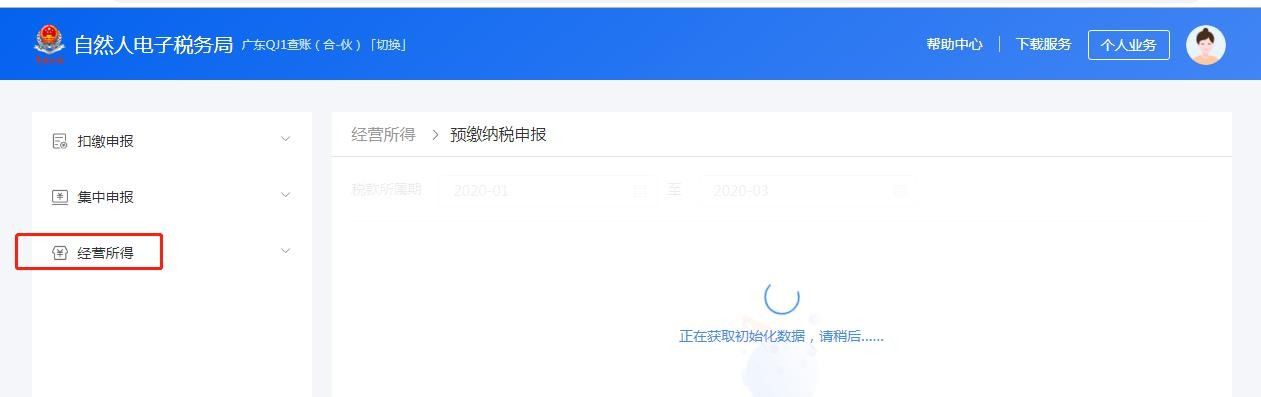 自然人电子税务局 广东QJ1查账（合-伙）「切换」
帮助中心 下载服务 个人业务
扣缴申报
集中申报
经营所得
经营所得 > 预缴纳税申报
税款所属期 2020-01 至 2020-03
正在获取初始化数据，请稍后......